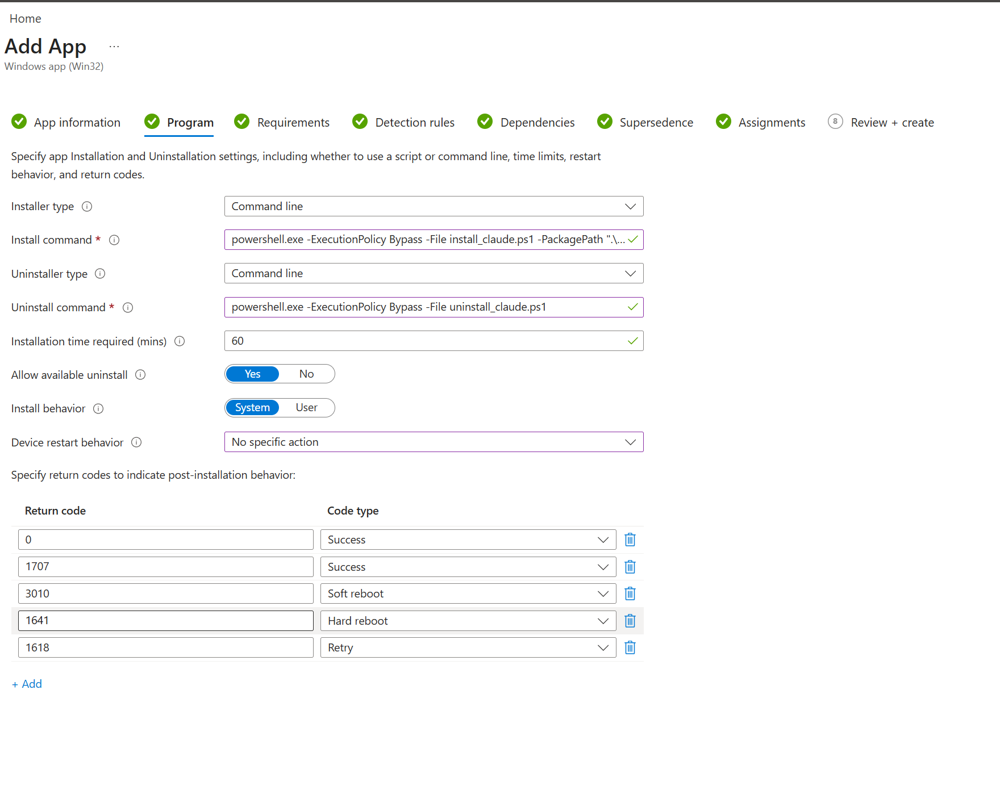 Home
Add App ...
Windows app (Win32)
App information Program Requirements Detection rules Dependencies Supersedence Assignments 8 Review + create
Specify app Installation and Uninstallation settings, including whether to use a script or command line, time limits, restart
behavior, and return codes.
Installer type Command line
Install command * powershell.exe -ExecutionPolicy Bypass -File install_claude.ps1 -PackagePath ".\...
Uninstaller type Command line
Uninstall command * powershell.exe -ExecutionPolicy Bypass -File uninstall_claude.ps1
Installation time required (mins) 60
Allow available uninstall Yes No
Install behavior System User
Device restart behavior No specific action
Specify return codes to indicate post-installation behavior:
Return code Code type
0 Success
1707 Success
3010 Soft reboot
1641 Hard reboot
1618 Retry
+ Add